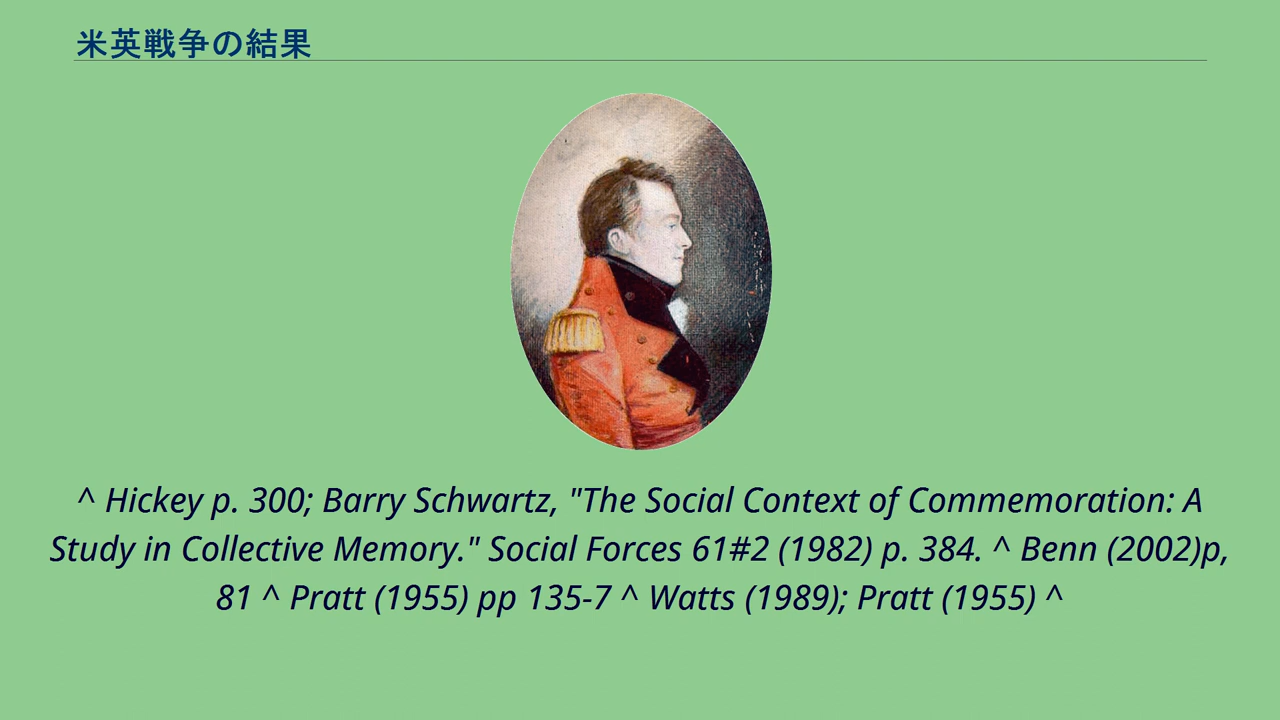 米英戦争の結果
^ Hickey p. 300; Barry Schwartz, "The Social Context of Commemoration: A
Study in Collective Memory." Social Forces 61#2 (1982) p. 384. ^ Benn (2002)p,
81 ^ Pratt (1955) pp 135-7 ^ Watts (1989); Pratt (1955) ^